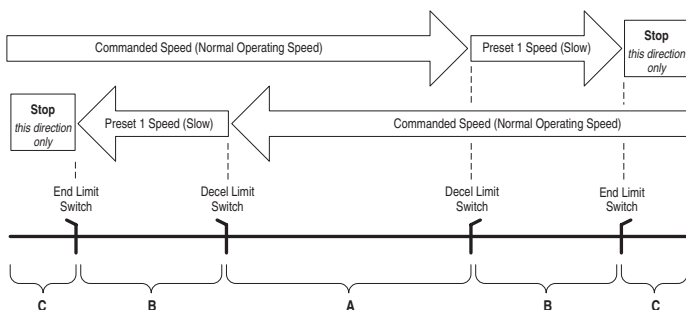 Commanded Speed (Normal Operating Speed)
Preset 1 Speed (Slow)
Stop
this direction
only
Stop
this direction
only
Preset 1 Speed (Slow)
Commanded Speed (Normal Operating Speed)
End Limit
Switch
Decel Limit
Switch
Decel Limit
Switch
End Limit
Switch
C
B
A
B
C